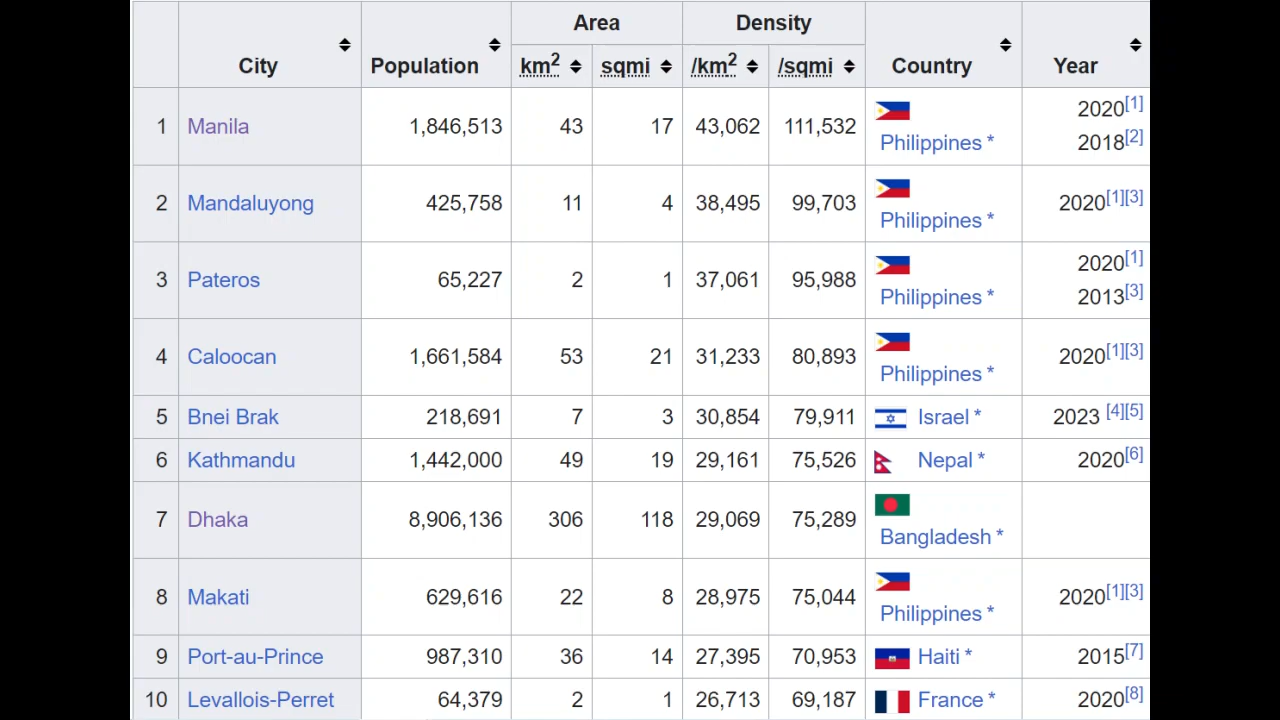 Area Density
City Population km2 sqmi /km2 /sqmi Country Year
1 Manila 1,846,513 43 17 43,062 111,532 Philippines * 2020[1] 2018[2]
2 Mandaluyong 425,758 11 4 38,495 99,703 Philippines * 2020[1][3]
3 Pateros 65,227 2 1 37,061 95,988 Philippines * 2020[1] 2013[3]
4 Caloocan 1,661,584 53 21 31,233 80,893 Philippines * 2020[1][3]
5 Bnei Brak 218,691 7 3 30,854 79,911 Israel * 2023 [4][5]
6 Kathmandu 1,442,000 49 19 29,161 75,526 Nepal * 2020[6]
7 Dhaka 8,906,136 306 118 29,069 75,289 Bangladesh *
8 Makati 629,616 22 8 28,975 75,044 Philippines * 2020[1][3]
9 Port-au-Prince 987,310 36 14 27,395 70,953 Haiti * 2015[7]
10 Levallois-Perret 64,379 2 1 26,713 69,187 France * 2020[8]